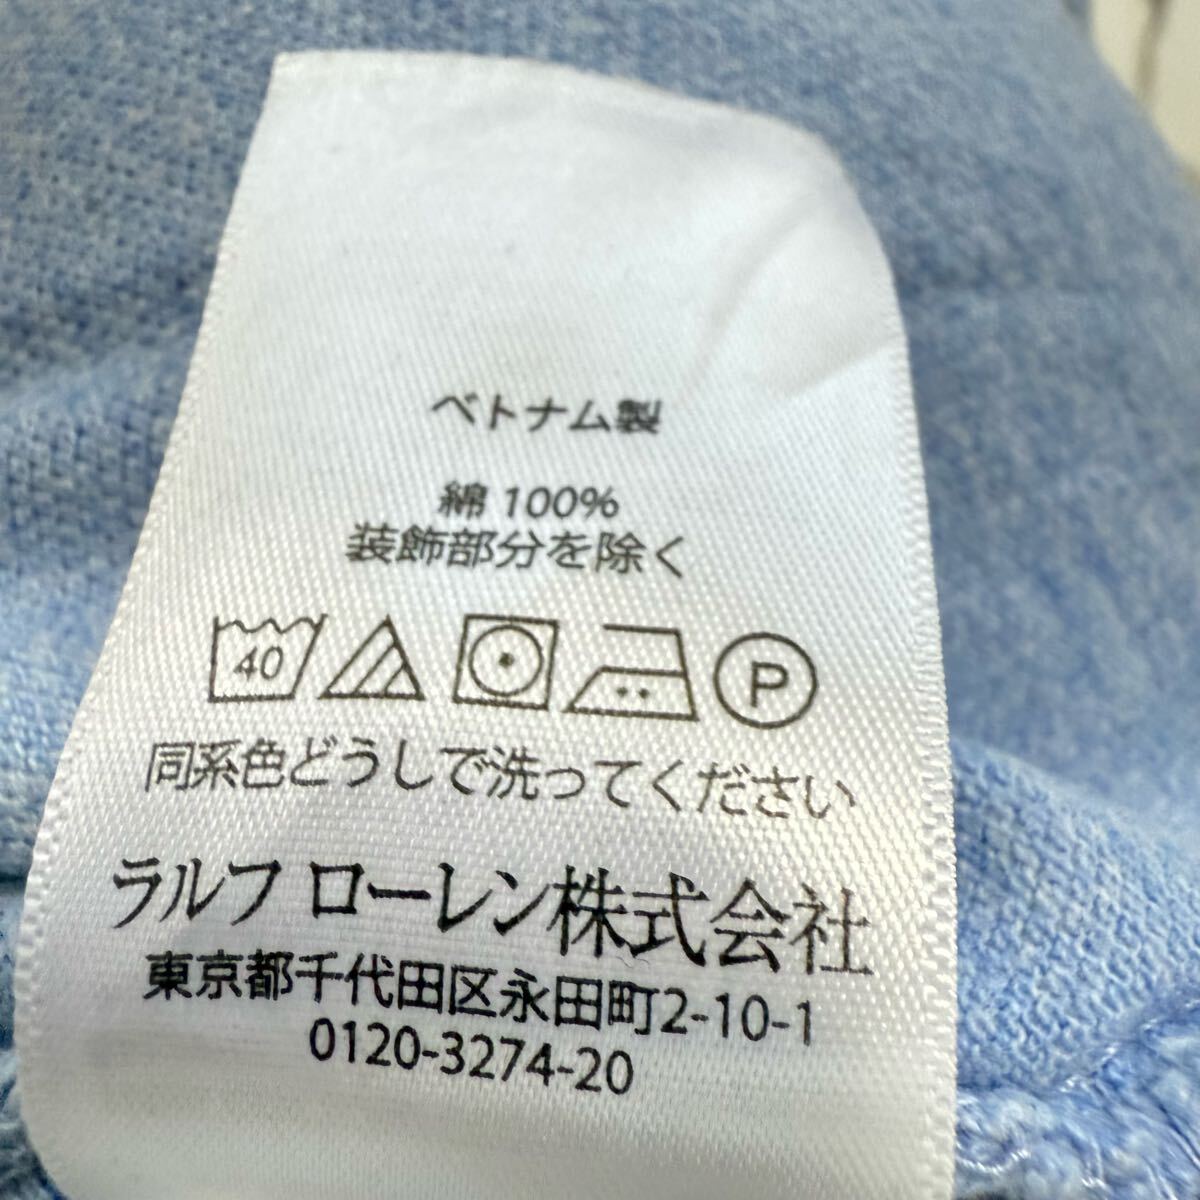 ベトナム製
綿 100%
装飾部分を除く
40 P
同系色どうしで洗ってください
ラルフ ローレン株式会社
東京都千代田区永田町2-10-1
0120-3274-20